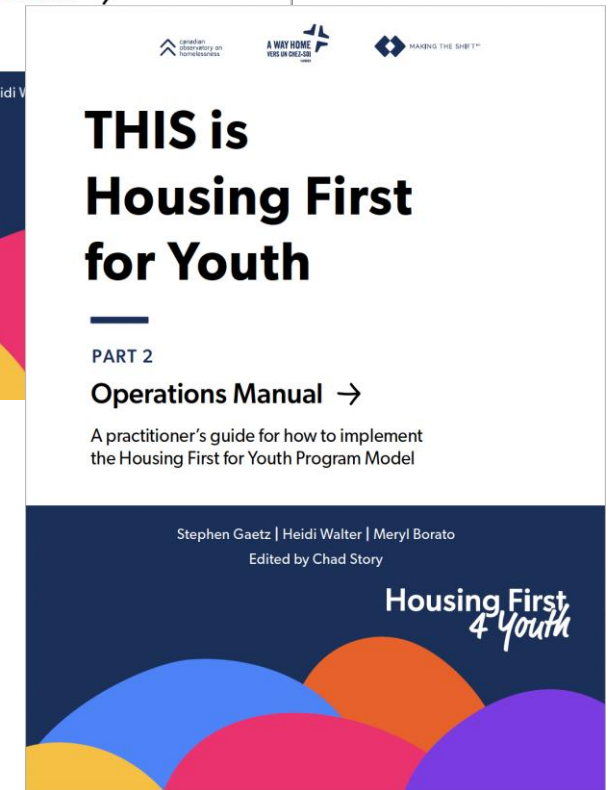 canadian
observatory on
homelessness
A WAY HOME
VERS UN CHEZ-SOI
CANADA
MAKING THE SHIFT
THIS is
Housing First
for Youth
PART 2
Operations Manual →
A practitioner's guide for how to implement
the Housing First for Youth Program Model
Stephen Gaetz | Heidi Walter | Meryl Borato
Edited by Chad Story
Housing First
4 Youth